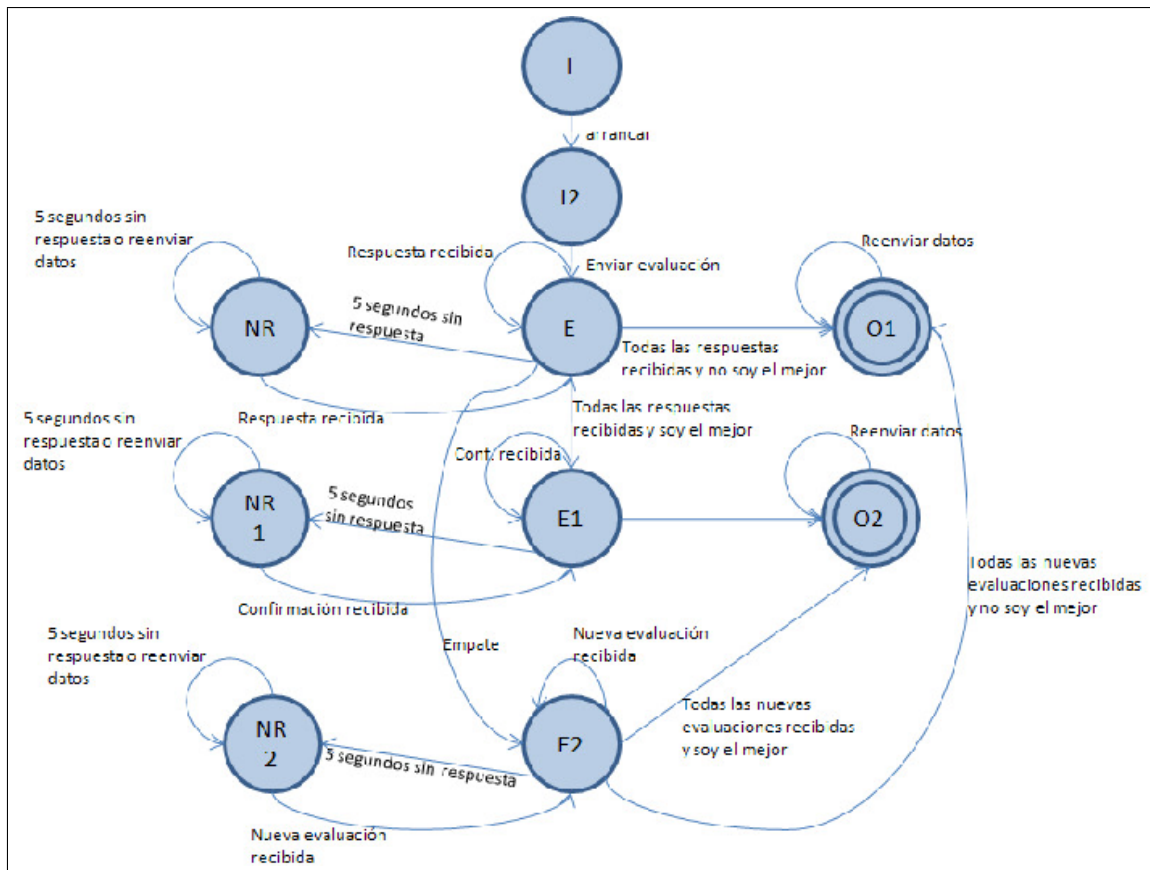 I
arrancar
I2
5 segundos sin
respuesta o reenviar
datos
Respuesta recibida
Enviar evaluación
Reenviar datos
NR
5 segundos sin
respuesta
E
O1
Todas las respuestas
recibidas y no soy el mejor
Respuesta recibida
5 segundos sin
respuesta o reenviar
datos
Todas las respuestas
recibidas y soy el mejor
Conf. recibida
Reenviar datos
NR
1
5 segundos
sin respuesta
E1
O2
Todas las nuevas
evaluaciones recibidas
y no soy el mejor
Confirmación recibida
5 segundos sin
respuesta o reenviar
datos
Empate
Nueva evaluación
recibida
NR
2
5 segundos sin respuesta
E2
Todas las nuevas
evaluaciones recibidas
y soy el mejor
Nueva evaluación
recibida